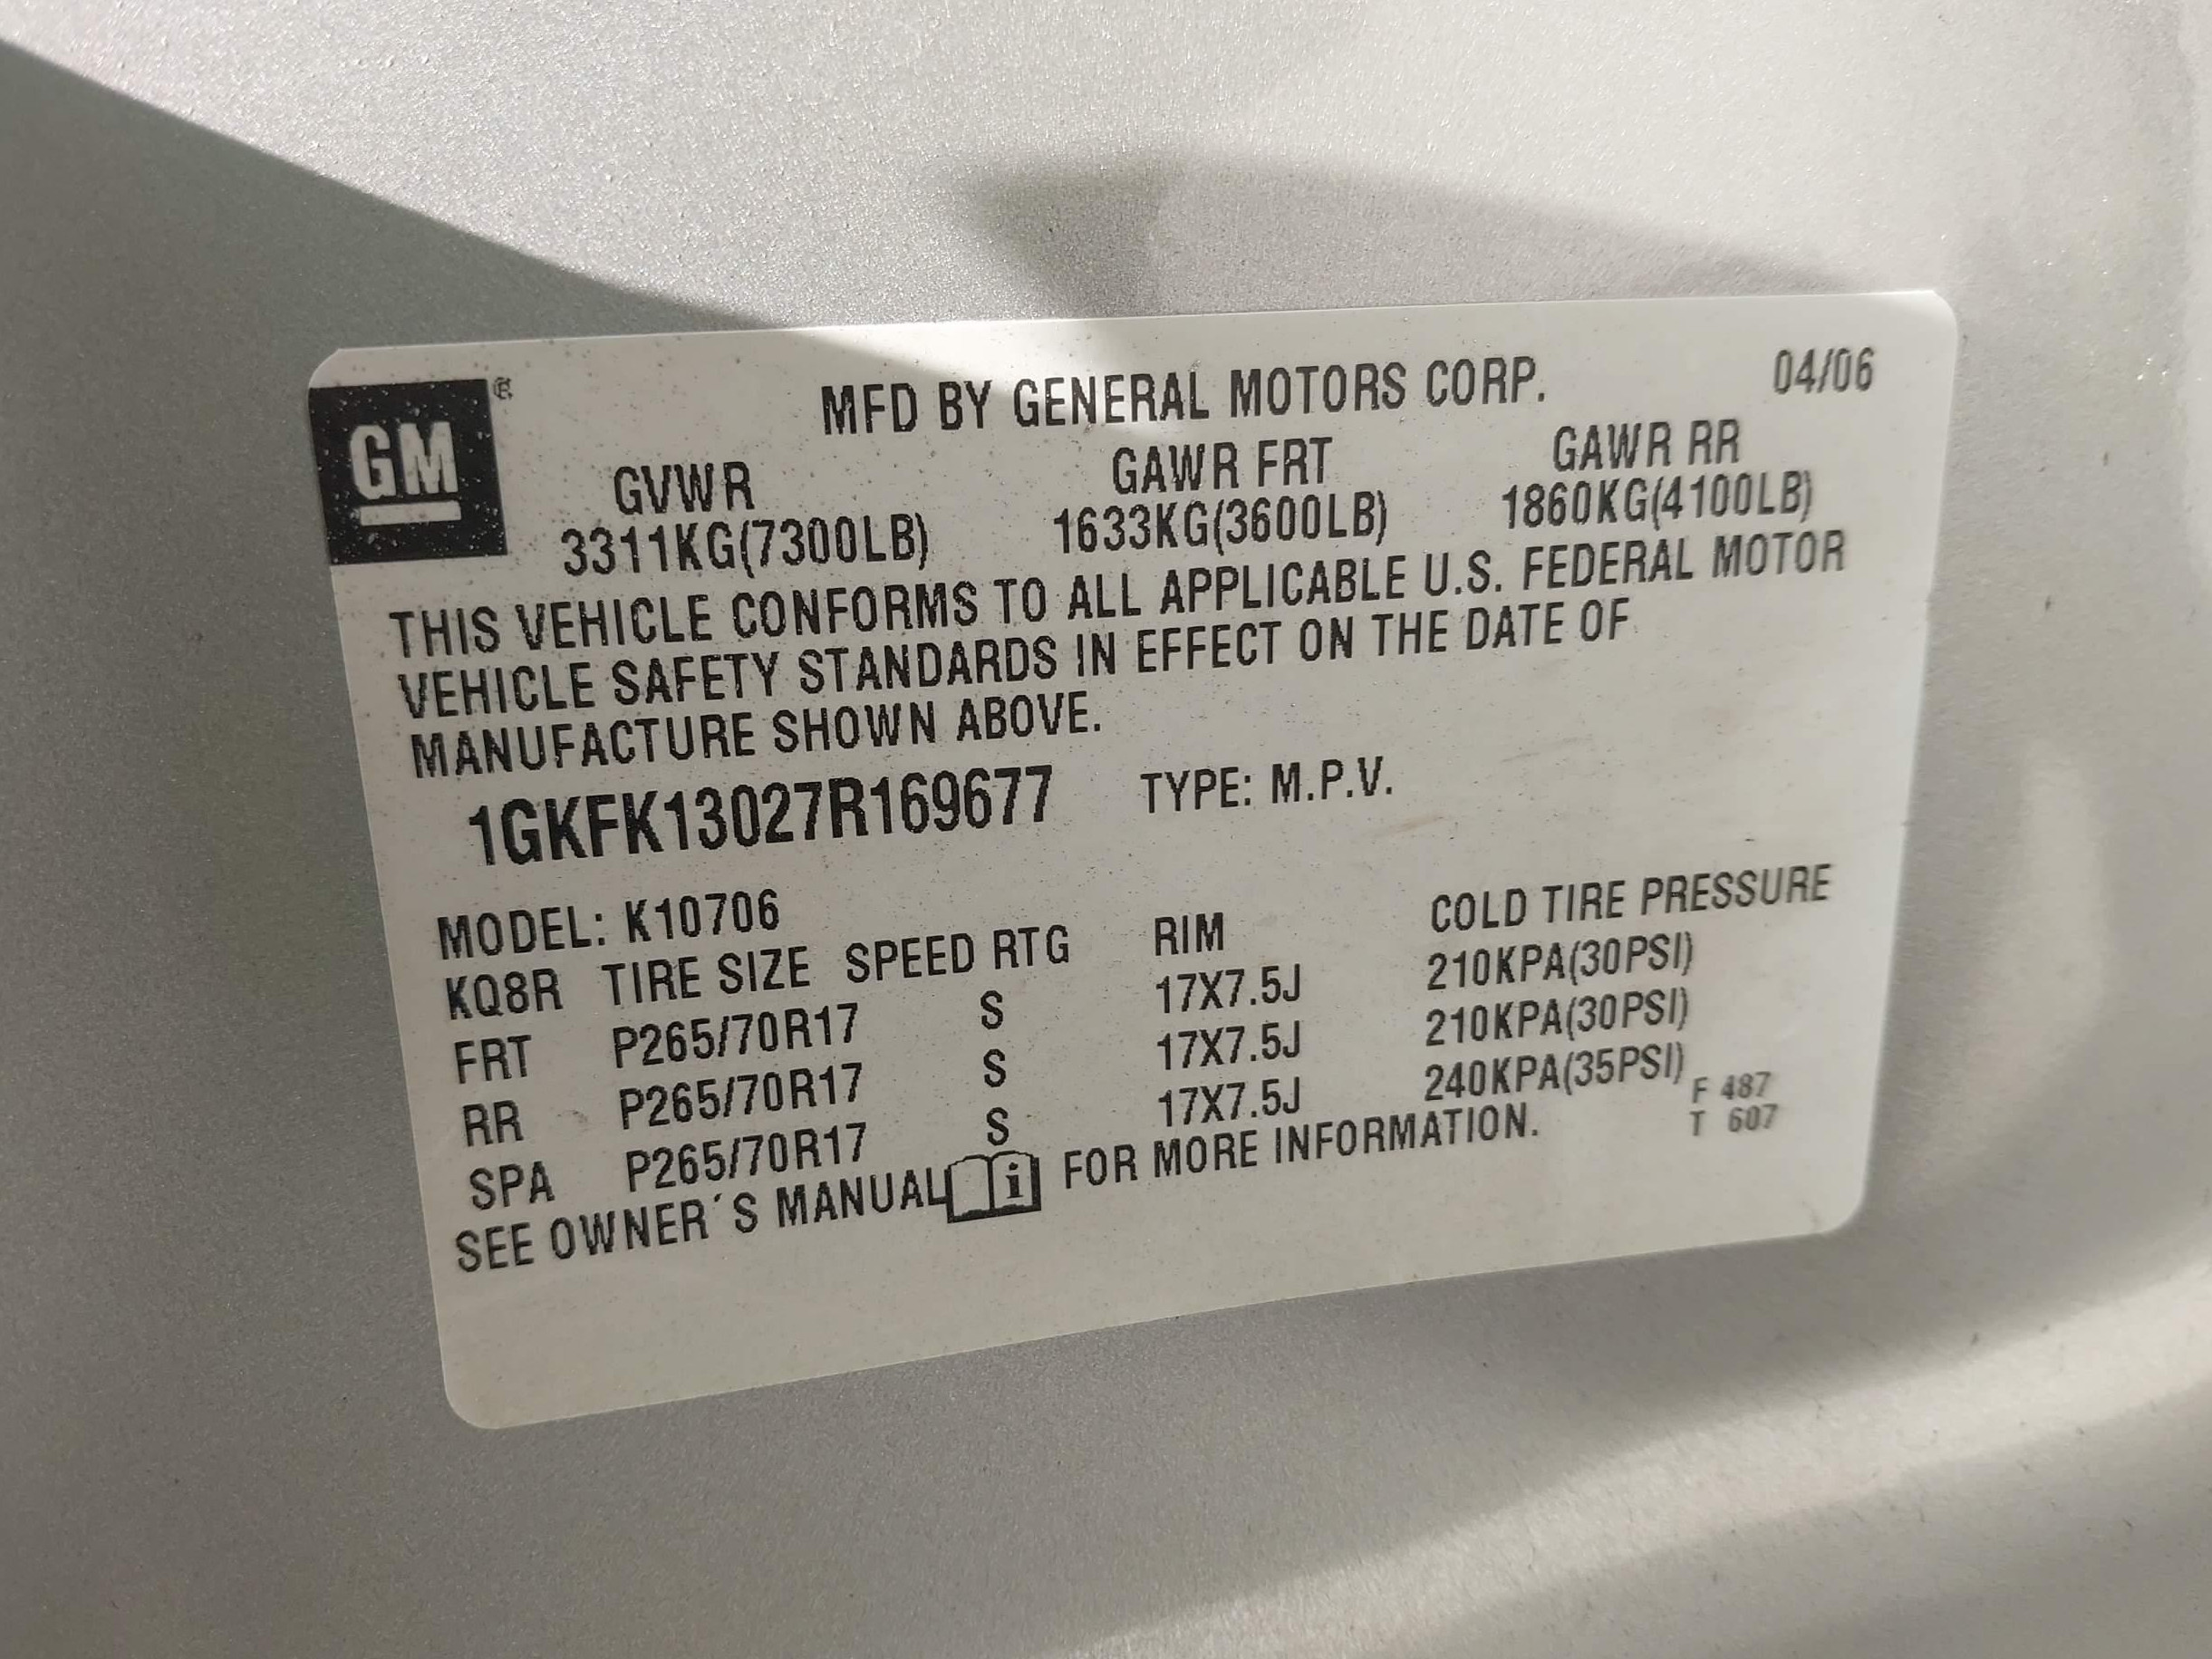 GM ®
MFD BY GENERAL MOTORS CORP. 04/06
GVWR GAWR FRT GAWR RR
3311KG(7300LB) 1633KG(3600LB) 1860KG(4100LB)
THIS VEHICLE CONFORMS TO ALL APPLICABLE U.S. FEDERAL MOTOR
VEHICLE SAFETY STANDARDS IN EFFECT ON THE DATE OF
MANUFACTURE SHOWN ABOVE.
1GKFK13027R169677 TYPE: M.P.V.
MODEL: K10706
KQ8R TIRE SIZE SPEED RTG RIM COLD TIRE PRESSURE
FRT P265/70R17 S 17X7.5J 210KPA(30PSI)
RR P265/70R17 S 17X7.5J 210KPA(30PSI)
SPA P265/70R17 S 17X7.5J 240KPA(35PSI)
SEE OWNER´S MANUAL i FOR MORE INFORMATION.
F 487
T 607